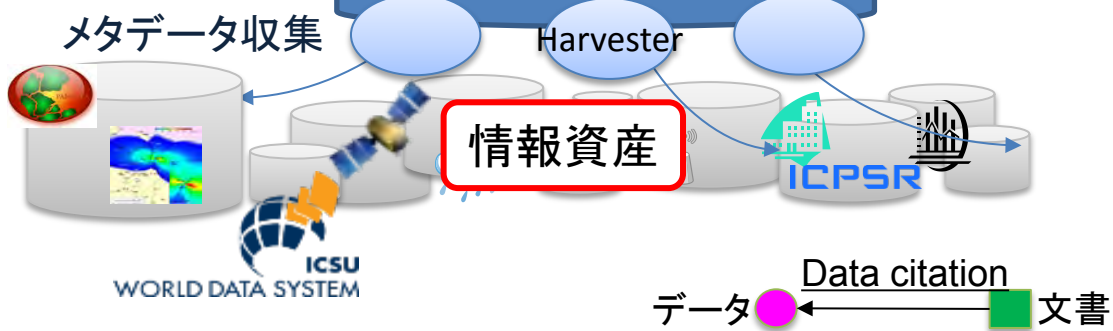 メタデータ収集
Harvester
情報資産
ICPSR
ICSU
WORLD DATA SYSTEM
Data citation
データ
文書